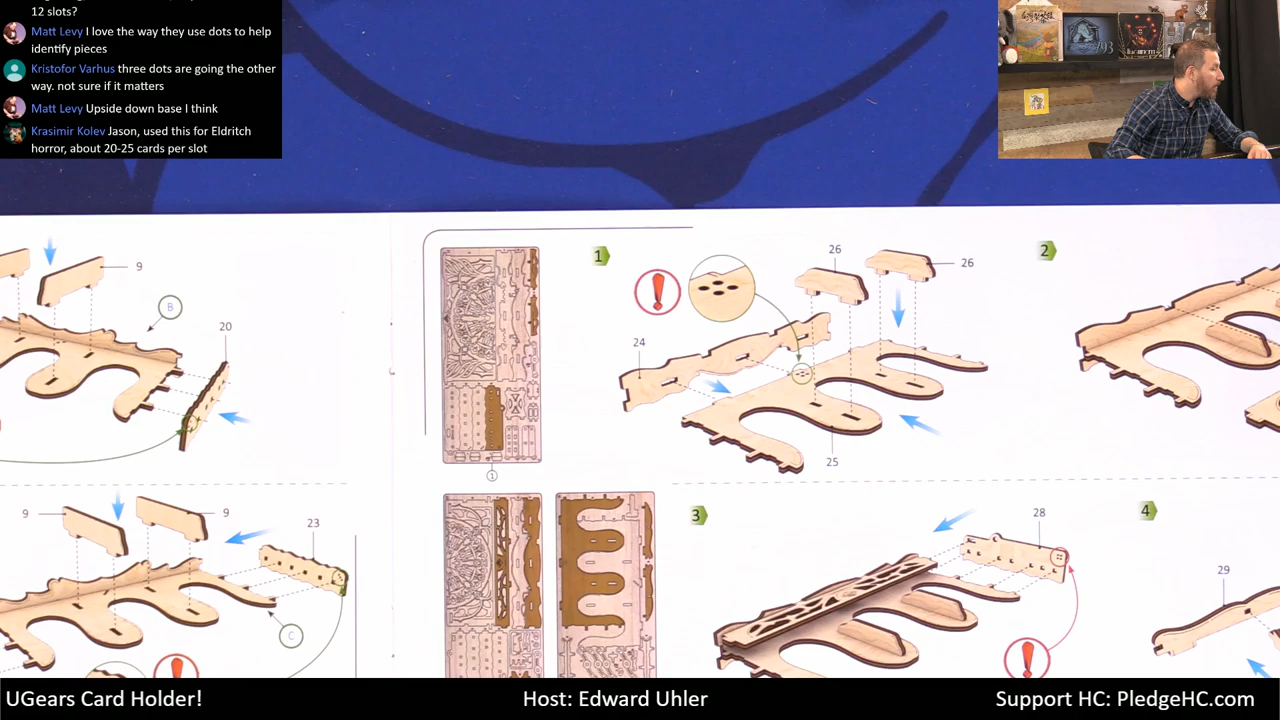 12 slots?
Matt Levy I love the way they use dots to help
identify pieces
Kristofor Varhus three dots are going the other
way. not sure if it matters
Matt Levy Upside down base I think
Krasimir Kolev Jason, used this for Eldritch
horror, about 20-25 cards per slot
9
B
20
1
26
26
2
24
25
1
9
9
23
C
3
28
4
29
UGears Card Holder!
Host: Edward Uhler
Support HC: PledgeHC.com